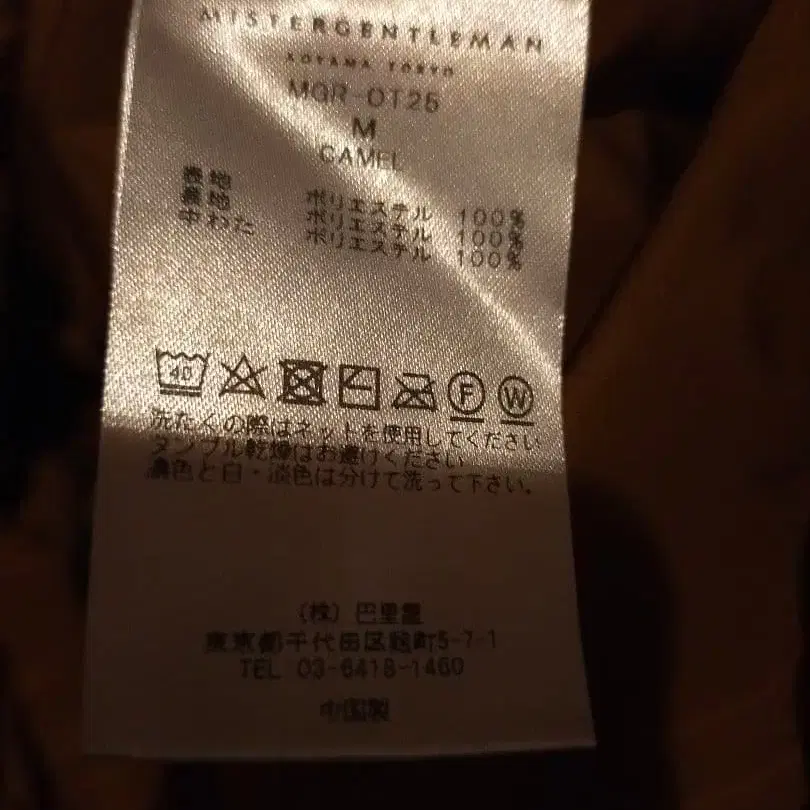 MISTERGENTLEMAN
AOYAMA TOKYO
MGR-OT25
M
CAMEL
表地 ポリエステル 100%
裏地 ポリエステル 100%
中わた ポリエステル 100%
40 F W
洗たくの際はネットを使用してください
タンブル乾燥はお避けください
濃色と白・淡色は分けて洗って下さい。
(株) 巴里屋
東京都千代田区麹町5-7-1
TEL 03-6418-1460
中国製